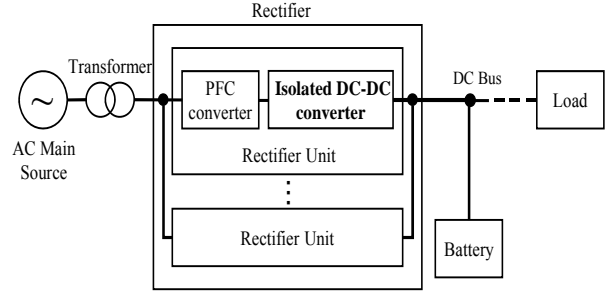 Rectifier
Transformer
PFC
converter
Isolated DC-DC
converter
DC Bus
Load
~
AC Main
Source
Rectifier Unit
Rectifier Unit
Battery